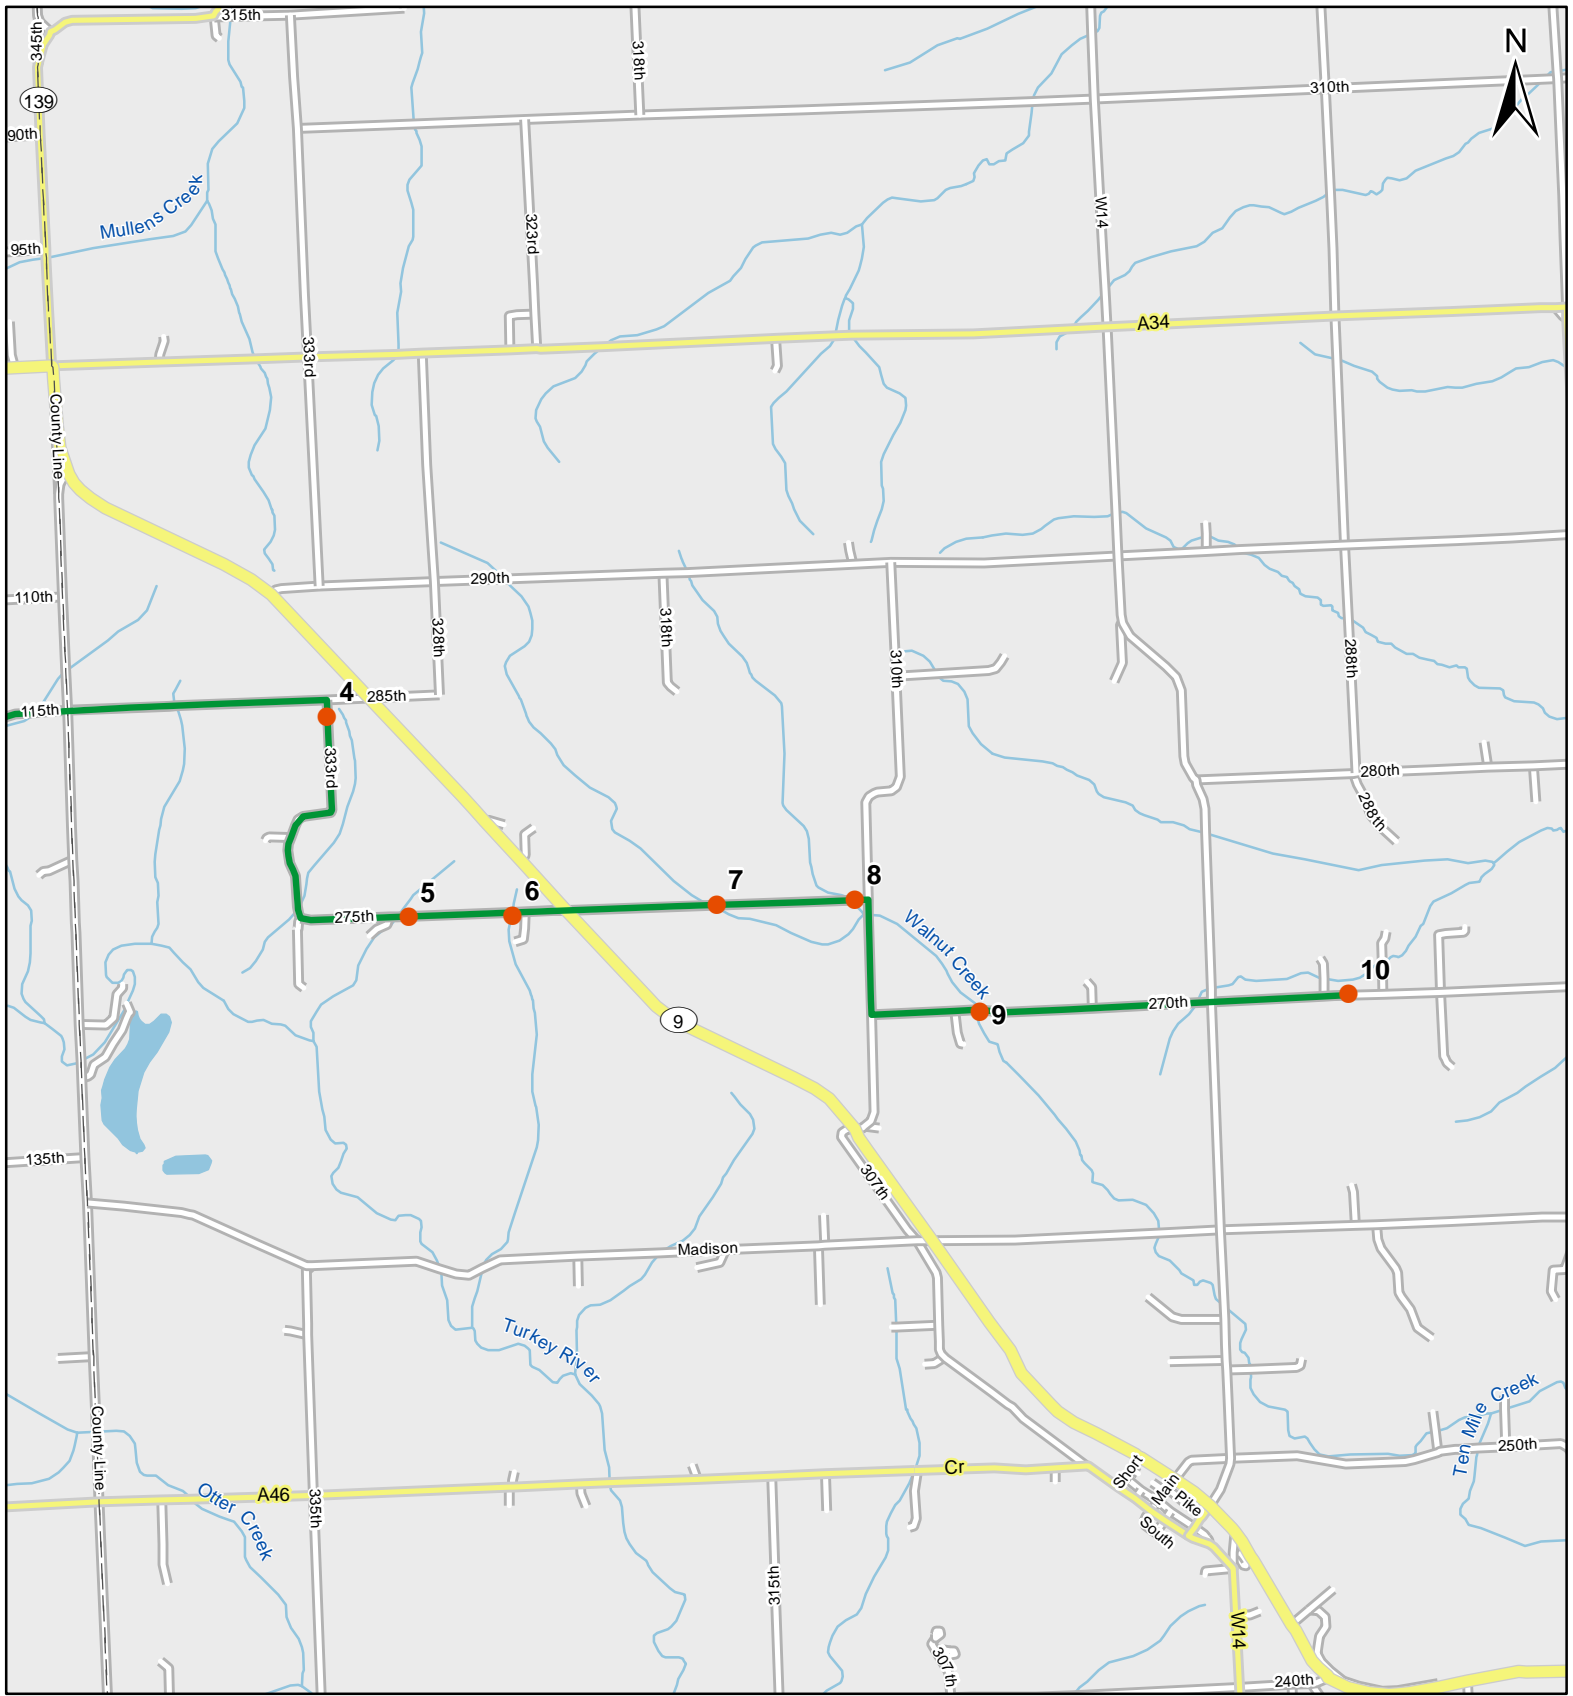 345th
315th
318th
N
310th
139
90th
Mullens Creek
W14
323rd
95th
A34
333rd
County Line
290th
110th
318th
328th
310th
288th
4
285th
115th
333rd
280th
288th
5
6
7
8
275th
Walnut Creek
10
9
270th
9
135th
307th
Madison
Turkey River
Ten Mile Creek
County Line
250th
Cr
Short
Main
Pike
South
A46
Otter Creek
335th
315th
W14
307th
240th